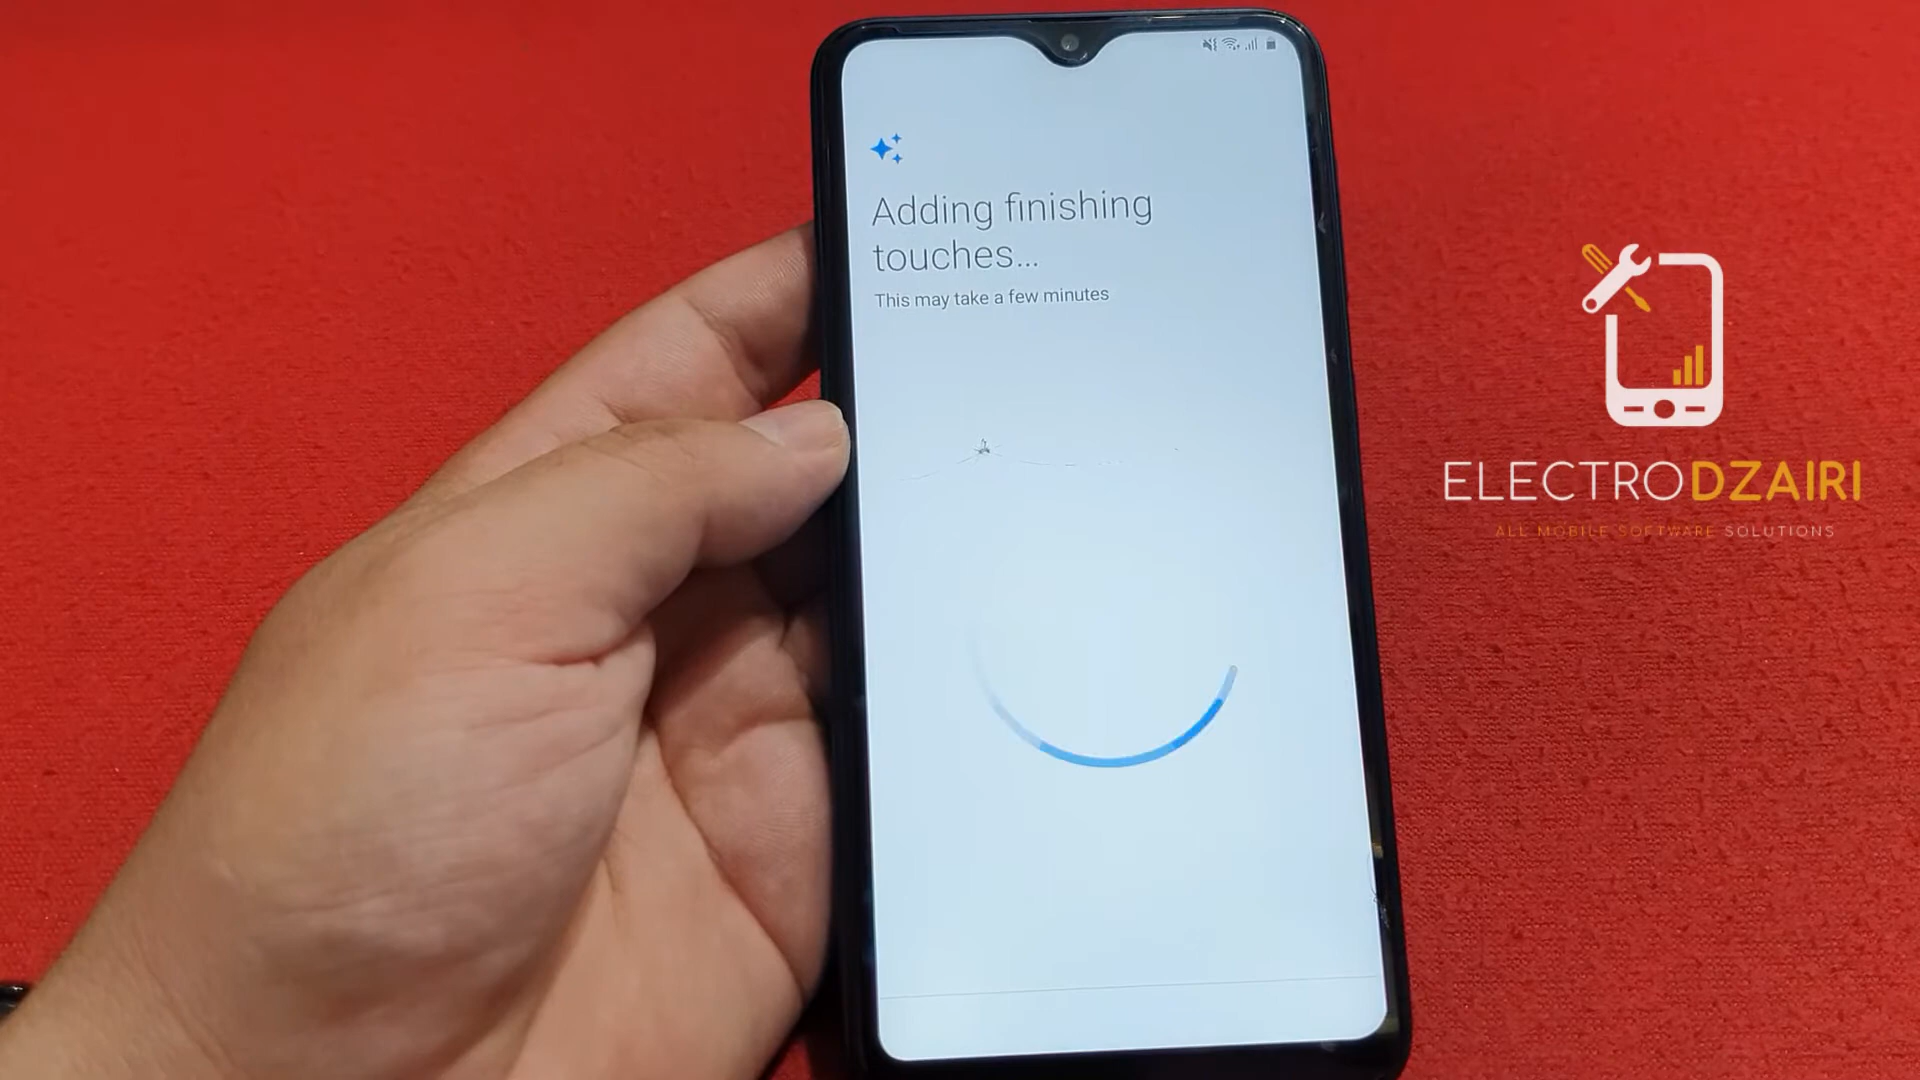 Adding finishing
touches...
This may take a few minutes
ELECTRODZAIRI
ALL MOBILE SOFTWARE SOLUTIONS